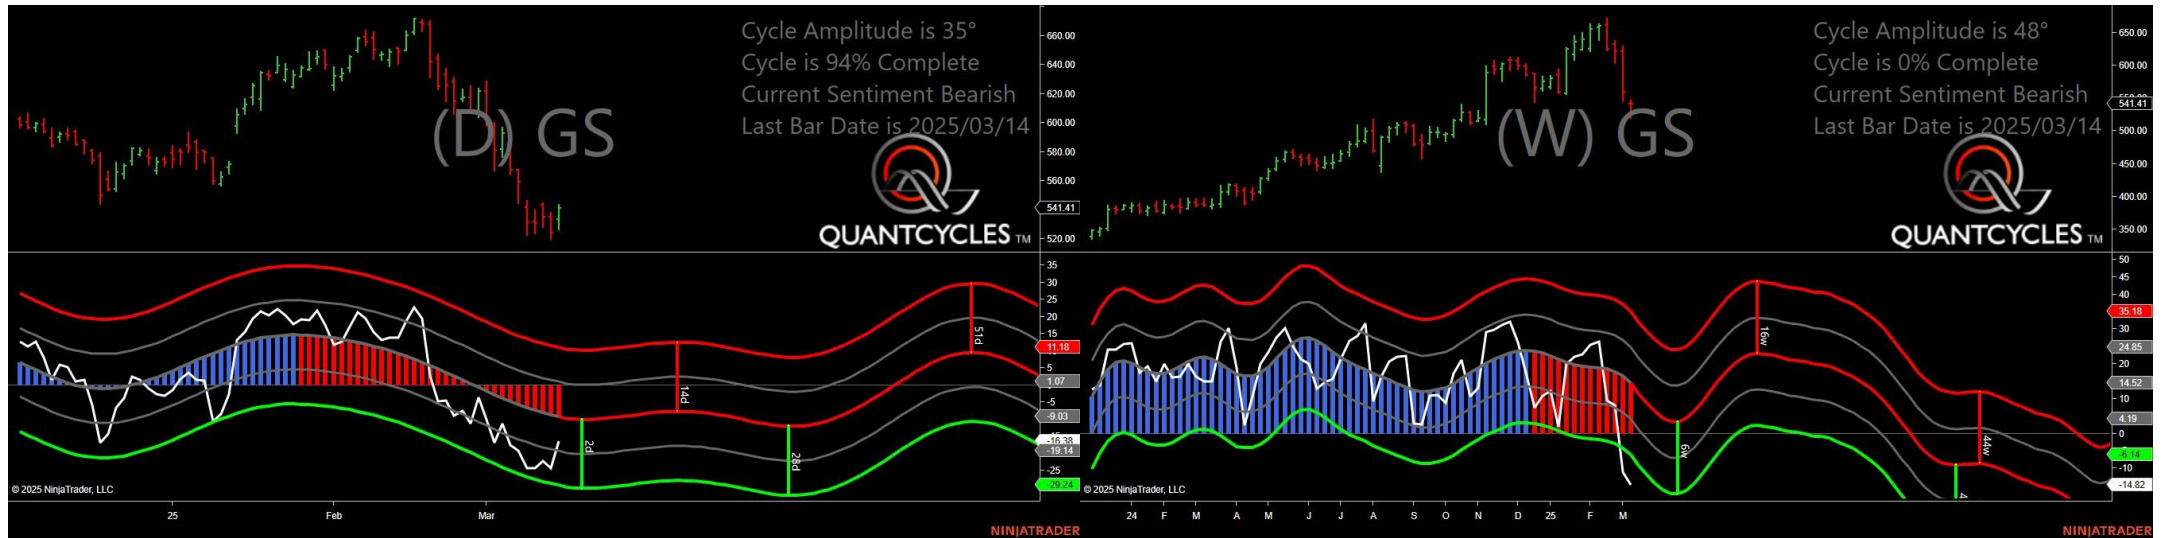 Cycle Amplitude is 35°
Cycle is 94% Complete
Current Sentiment Bearish
Last Bar Date is 2025/03/14
(D) GS
QUANTCYCLES TM
660.00
640.00
620.00
600.00
580.00
560.00
541.41
520.00
35
30
25
20
15
11.18
5
1.07
-5
-9.03
-16.38
-19.14
-25
-29.24
2d
14d
28d
51d
© 2025 NinjaTrader, LLC
25
Feb
Mar
NINJATRADER
Cycle Amplitude is 48°
Cycle is 0% Complete
Current Sentiment Bearish
Last Bar Date is 2025/03/14
(W) GS
QUANTCYCLES TM
650.00
600.00
541.41
500.00
450.00
400.00
350.00
50
45
40
35.18
30
24.85
20
14.52
10
4.19
0
-6.14
-10
-14.82
6w
16w
44w
4
© 2025 NinjaTrader, LLC
24
F
M
A
M
J
J
A
S
O
N
D
25
F
M
NINJATRADER